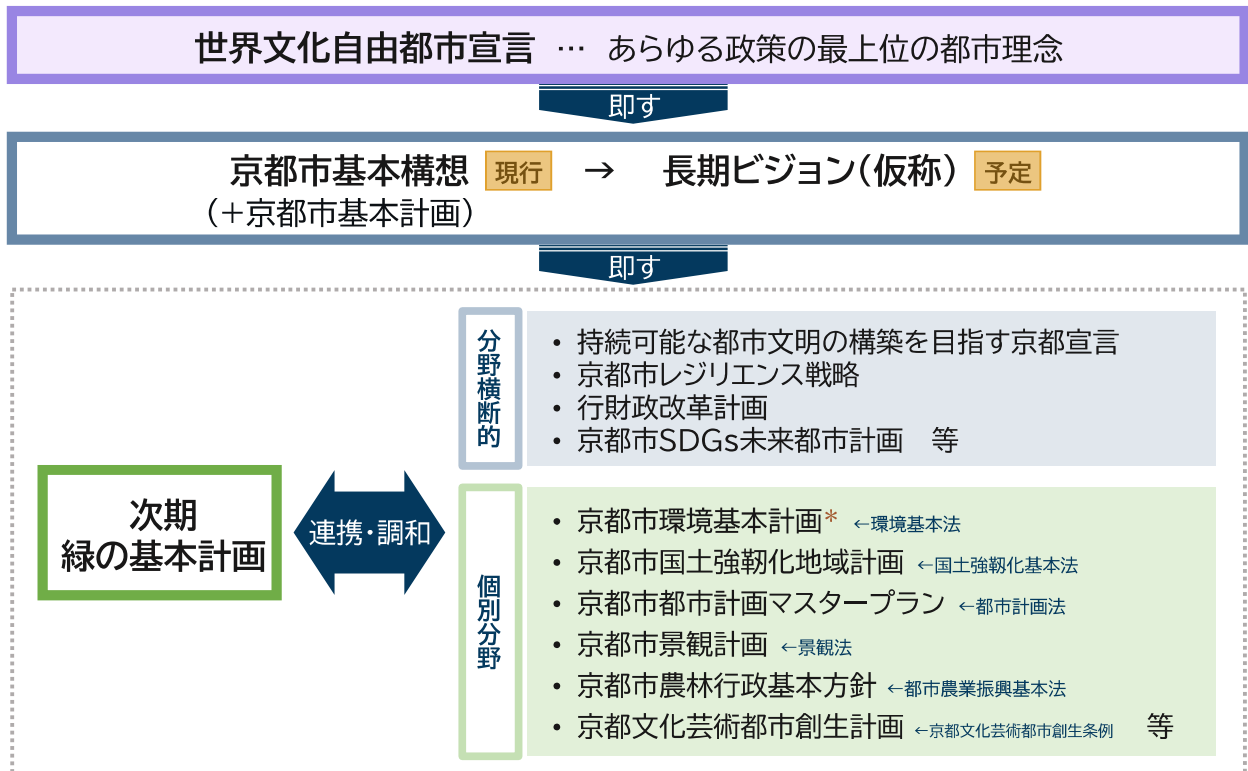 世界文化自由都市宣言 … あらゆる政策の最上位の都市理念
即す
京都市基本構想 現行 → 長期ビジョン(仮称) 予定
(+京都市基本計画)
即す
分野横断的
・持続可能な都市文明の構築を目指す京都宣言
・京都市レジリエンス戦略
・行財政改革計画
・京都市SDGs未来都市計画 等
次期
緑の基本計画
連携・調和
個別分野
・京都市環境基本計画* ←環境基本法
・京都市国土強靱化地域計画 ←国土強靱化基本法
・京都市都市計画マスタープラン ←都市計画法
・京都市景観計画 ←景観法
・京都市農林行政基本方針 ←都市農業振興基本法
・京都文化芸術都市創生計画 ←京都文化芸術都市創生条例 等